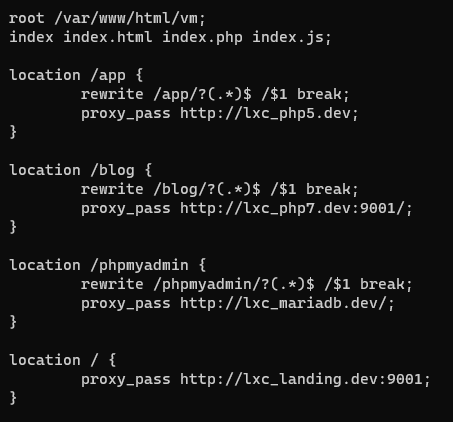 root /var/www/html/vm;
index index.html index.php index.js;

location /app {
        rewrite /app/?(.*)$ /$1 break;
        proxy_pass http://lxc_php5.dev;
}

location /blog {
        rewrite /blog/?(.*)$ /$1 break;
        proxy_pass http://lxc_php7.dev:9001/;
}

location /phpmyadmin {
        rewrite /phpmyadmin/?(.*)$ /$1 break;
        proxy_pass http://lxc_mariadb.dev/;
}

location / {
        proxy_pass http://lxc_landing.dev:9001;
}